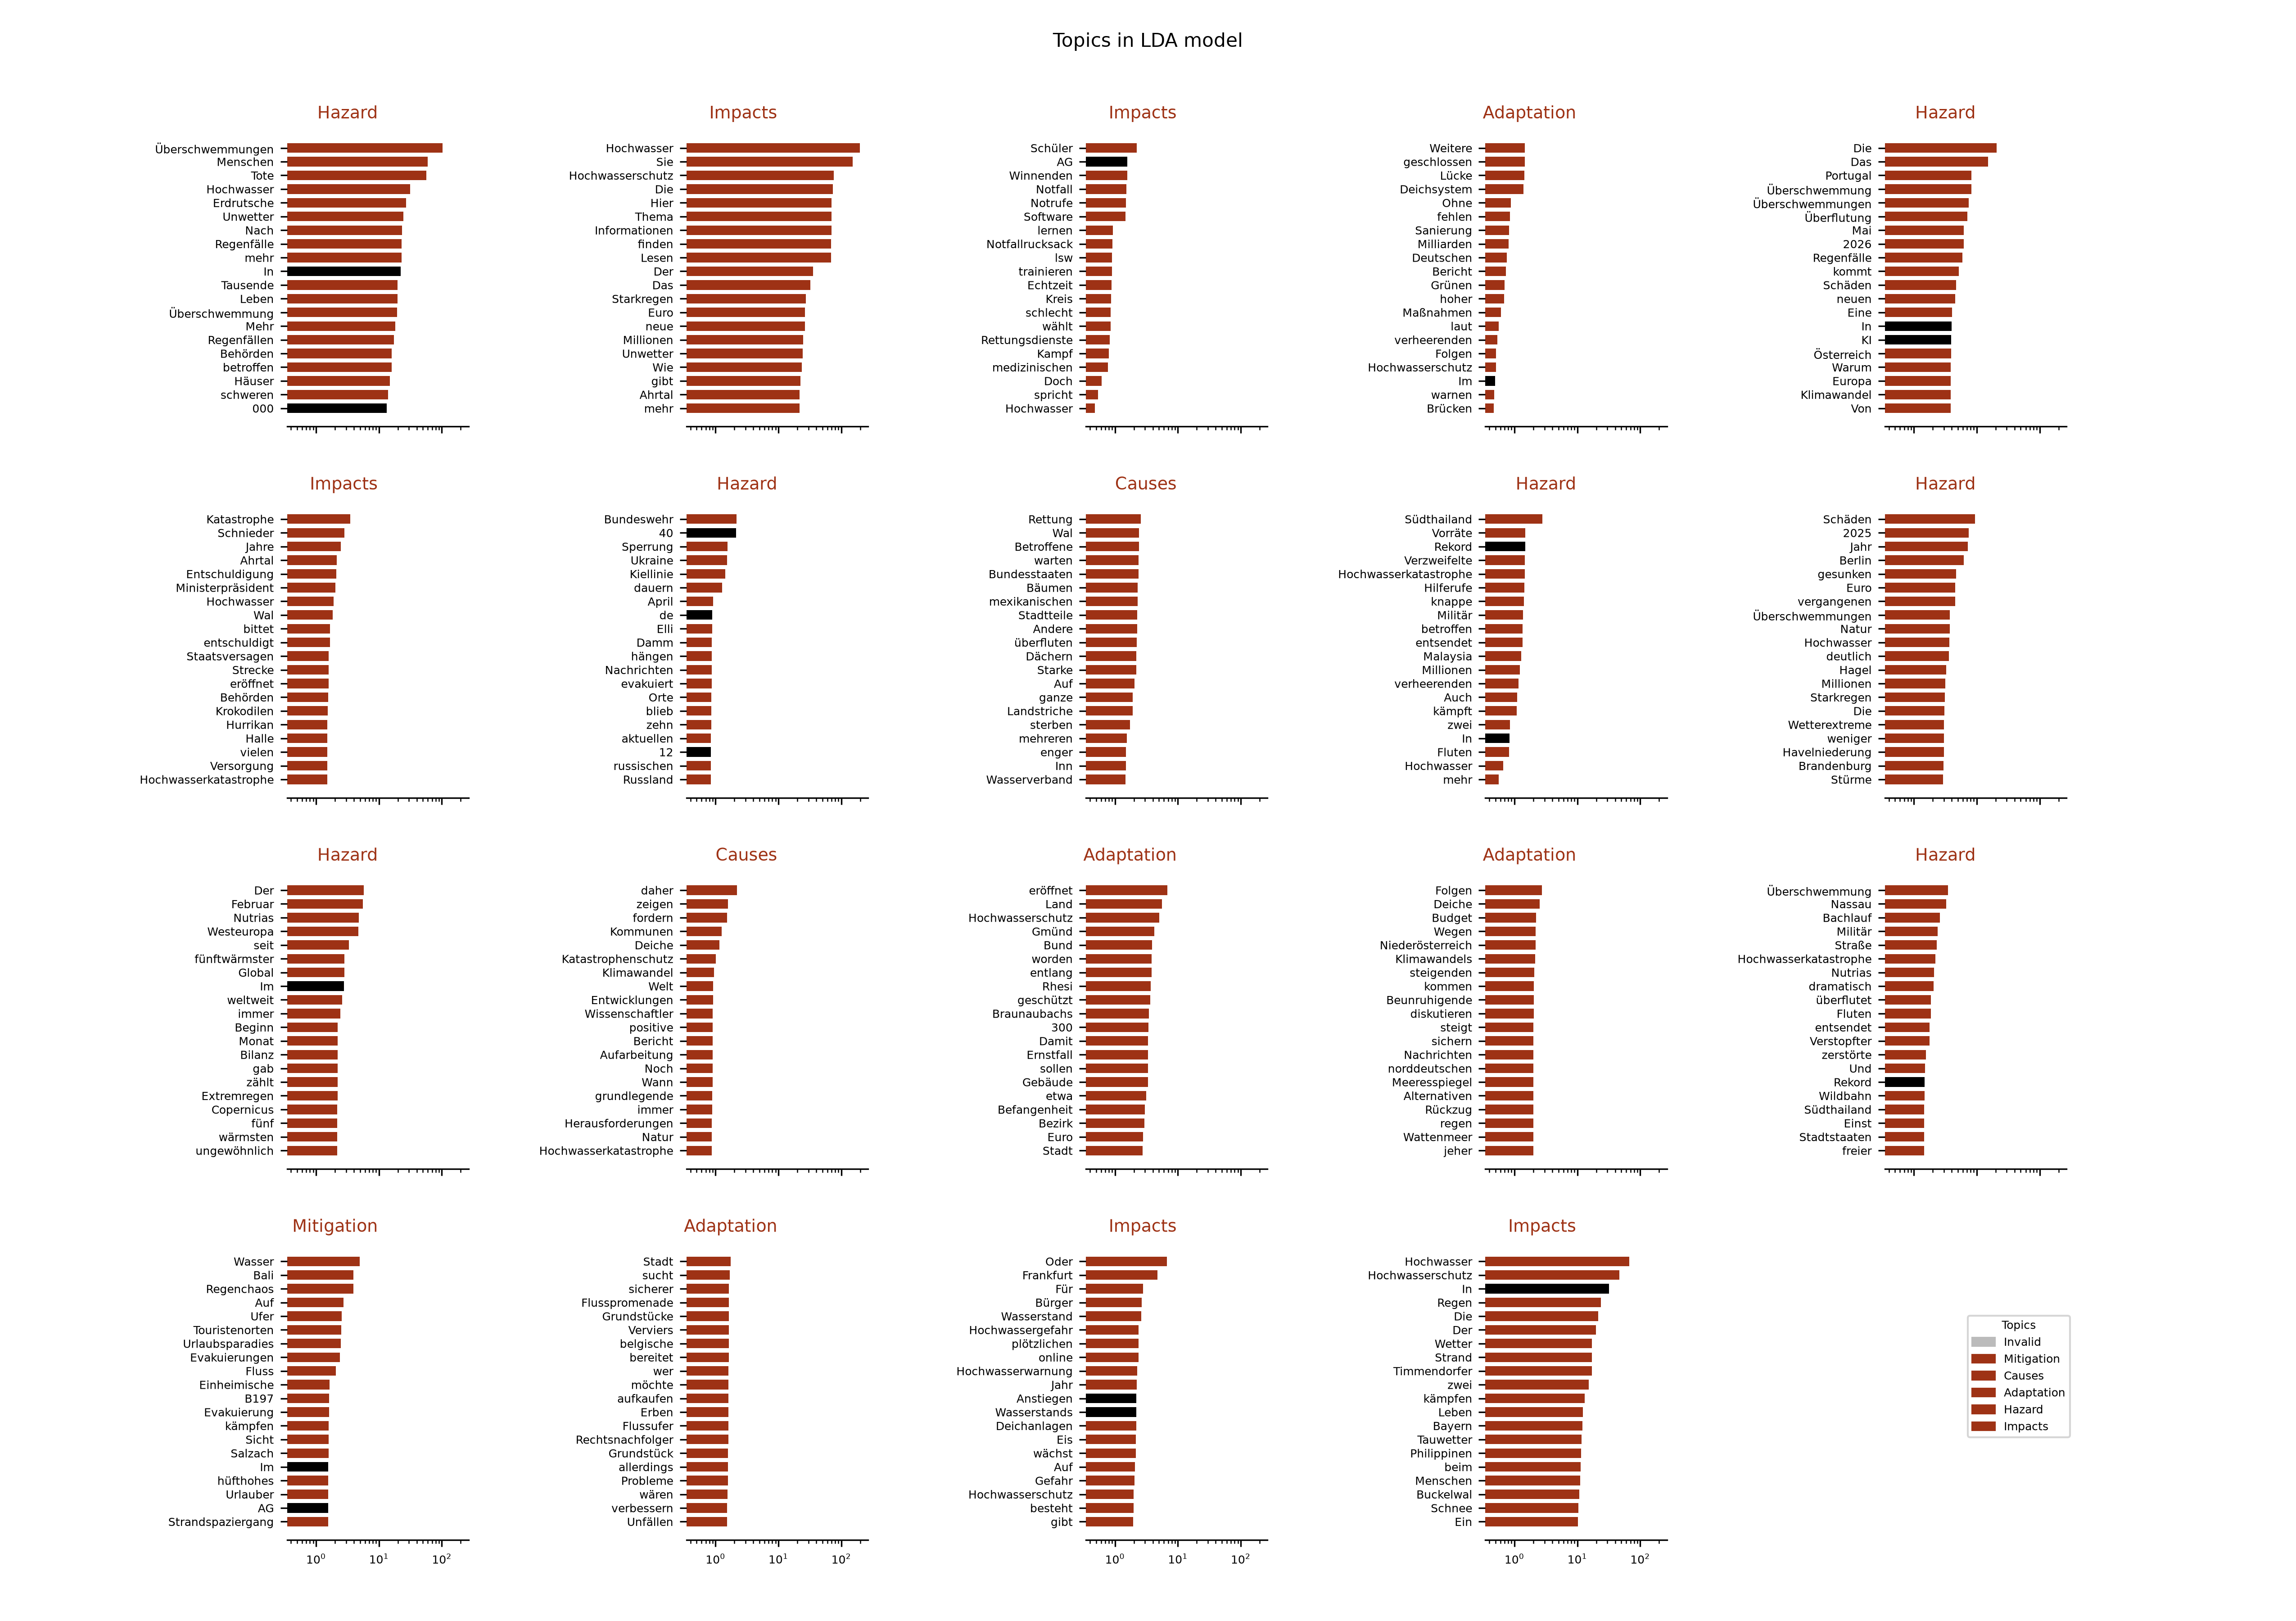 Topics in LDA model
Hazard
Überschwemmungen
Menschen
Tote
Hochwasser
Erdrutsche
Unwetter
Nach
Regenfälle
mehr
In
Tausende
Leben
Überschwemmung
Mehr
Regenfällen
Behörden
betroffen
Häuser
schweren
000
Impacts
Hochwasser
Sie
Hochwasserschutz
Die
Hier
Thema
Informationen
finden
Lesen
Der
Das
Starkregen
Euro
neue
Millionen
Unwetter
Wie
gibt
Ahrtal
mehr
Impacts
Schüler
AG
Winnenden
Notfall
Notrufe
Software
lernen
Notfallrucksack
lsw
trainieren
Echtzeit
Kreis
schlecht
wählt
Rettungsdienste
Kampf
medizinischen
Doch
spricht
Hochwasser
Adaptation
Weitere
geschlossen
Lücke
Deichsystem
Ohne
fehlen
Sanierung
Milliarden
Deutschen
Bericht
Grünen
hoher
Maßnahmen
laut
verheerenden
Folgen
Hochwasserschutz
Im
warnen
Brücken
Hazard
Die
Das
Portugal
Überschwemmung
Überschwemmungen
Überflutung
Mai
2026
Regenfälle
kommt
Schäden
neuen
Eine
In
KI
Österreich
Warum
Europa
Klimawandel
Von
Impacts
Katastrophe
Schnieder
Jahre
Ahrtal
Entschuldigung
Ministerpräsident
Hochwasser
Wal
bittet
entschuldigt
Staatsversagen
Strecke
eröffnet
Behörden
Krokodilen
Hurrikan
Halle
vielen
Versorgung
Hochwasserkatastrophe
Hazard
Bundeswehr
40
Sperrung
Ukraine
Kiellinie
dauern
April
de
Elli
Damm
hängen
Nachrichten
evakuiert
Orte
blieb
zehn
aktuellen
12
russischen
Russland
Causes
Rettung
Wal
Betroffene
warten
Bundesstaaten
Bäumen
mexikanischen
Stadtteile
Andere
überfluten
Dächern
Starke
Auf
ganze
Landstriche
sterben
mehreren
enger
Inn
Wasserverband
Hazard
Südthailand
Vorräte
Rekord
Verzweifelte
Hochwasserkatastrophe
Hilferufe
knappe
Militär
betroffen
entsendet
Malaysia
Millionen
verheerenden
Auch
kämpft
zwei
In
Fluten
Hochwasser
mehr
Hazard
Schäden
2025
Jahr
Berlin
gesunken
Euro
vergangenen
Überschwemmungen
Natur
Hochwasser
deutlich
Hagel
Millionen
Starkregen
Die
Wetterextreme
weniger
Havelniederung
Brandenburg
Stürme
Hazard
Der
Februar
Nutrias
Westeuropa
seit
fünftwärmster
Global
Im
weltweit
immer
Beginn
Monat
Bilanz
gab
zählt
Extremregen
Copernicus
fünf
wärmsten
ungewöhnlich
Causes
daher
zeigen
fordern
Kommunen
Deiche
Katastrophenschutz
Klimawandel
Welt
Entwicklungen
Wissenschaftler
positive
Bericht
Aufarbeitung
Noch
Wann
grundlegende
immer
Herausforderungen
Natur
Hochwasserkatastrophe
Adaptation
eröffnet
Land
Hochwasserschutz
Gmünd
Bund
worden
entlang
Rhesi
geschützt
Braunaubachs
300
Damit
Ernstfall
sollen
Gebäude
etwa
Befangenheit
Bezirk
Euro
Stadt
Adaptation
Folgen
Deiche
Budget
Wegen
Niederösterreich
Klimawandels
steigenden
kommen
Beunruhigende
diskutieren
steigt
sichern
Nachrichten
norddeutschen
Meeresspiegel
Alternativen
Rückzug
regen
Wattenmeer
jeher
Hazard
Überschwemmung
Nassau
Bachlauf
Militär
Straße
Hochwasserkatastrophe
Nutrias
dramatisch
überflutet
Fluten
entsendet
Verstopfter
zerstörte
Und
Rekord
Wildbahn
Südthailand
Einst
Stadtstaaten
freier
Mitigation
Wasser
Bali
Regenchaos
Auf
Ufer
Touristenorten
Urlaubsparadies
Evakuierungen
Fluss
Einheimische
B197
Evakuierung
kämpfen
Sicht
Salzach
Im
hüfthohes
Urlauber
AG
Strandspaziergang
10⁰ 10¹ 10²
Adaptation
Stadt
sucht
sicherer
Flusspromenade
Grundstücke
Verviers
belgische
bereitet
wer
möchte
aufkaufen
Erben
Flussufer
Rechtsnachfolger
Grundstück
allerdings
Probleme
wären
verbessern
Unfällen
10⁰ 10¹ 10²
Impacts
Oder
Frankfurt
Für
Bürger
Wasserstand
Hochwassergefahr
plötzlichen
online
Hochwasserwarnung
Jahr
Anstiegen
Wasserstands
Deichanlagen
Eis
wächst
Auf
Gefahr
Hochwasserschutz
besteht
gibt
10⁰ 10¹ 10²
Impacts
Hochwasser
Hochwasserschutz
In
Regen
Die
Der
Wetter
Strand
Timmendorfer
zwei
kämpfen
Leben
Bayern
Tauwetter
Philippinen
beim
Menschen
Buckelwal
Schnee
Ein
10⁰ 10¹ 10²
Topics
Invalid
Mitigation
Causes
Adaptation
Hazard
Impacts